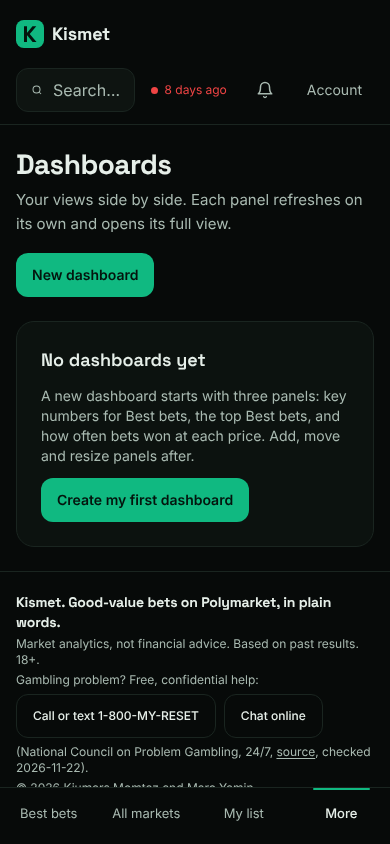 K Kismet
Search...
8 days ago
Account
Dashboards
Your views side by side. Each panel refreshes on
its own and opens its full view.
New dashboard
No dashboards yet
A new dashboard starts with three panels: key
numbers for Best bets, the top Best bets, and
how often bets won at each price. Add, move
and resize panels after.
Create my first dashboard
Kismet. Good-value bets on Polymarket, in plain
words.
Market analytics, not financial advice. Based on past results.
18+.
Gambling problem? Free, confidential help:
Call or text 1-800-MY-RESET
Chat online
(National Council on Problem Gambling, 24/7, source, checked
2026-11-22).
© 2026
Best bets
All markets
My list
More